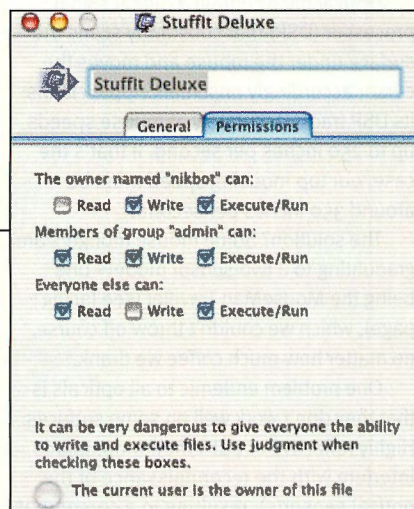 StuffIt Deluxe
StuffIt Deluxe
General Permissions
The owner named "nikbot" can:
Read Write Execute/Run
Members of group "admin" can:
Read Write Execute/Run
Everyone else can:
Read Write Execute/Run
It can be very dangerous to give everyone the ability
to write and execute files. Use judgment when
checking these boxes.
The current user is the owner of this file